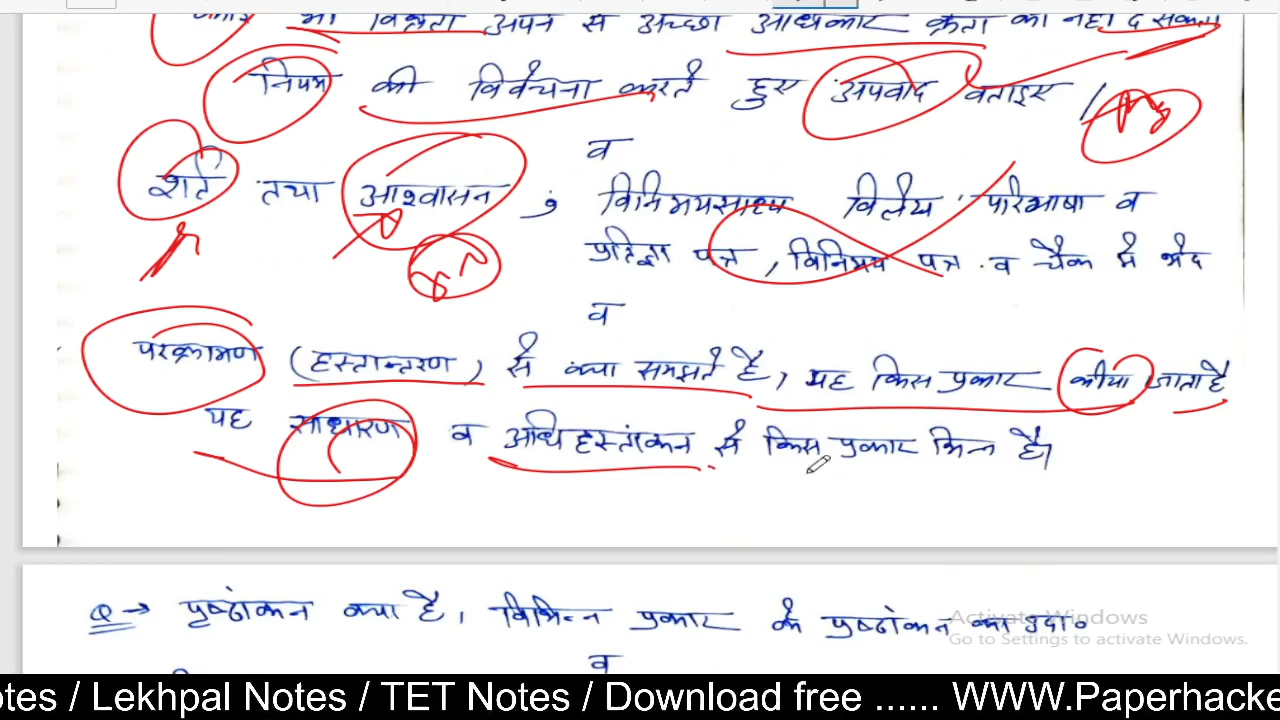 भी विक्रेता अपने से अच्छा अधिकार क्रेता को नहीं दे सकता
नियम की विवेचना करते हुए अपवाद बताइए /
व
शर्त तथा आश्वासन , विनिमयसाध्य विलेख परिभाषा व
प्रतिज्ञा पत्र , विनिमय पत्र . व चैक में भेद
व
परक्रामण (हस्तान्तरण) से क्या समझते है, यह किस प्रकार कीया जाता है
यह साधारण व अधिहस्तांकन से किस प्रकार भिन्न है।
Q → पृष्ठांकन क्या है, विभिन्न प्रकार के पृष्ठांकन का उदा०
व
Activate Windows
Go to Settings to activate Windows.
otes / Lekhpal Notes / TET Notes / Download free ...... WWW.Paperhacke